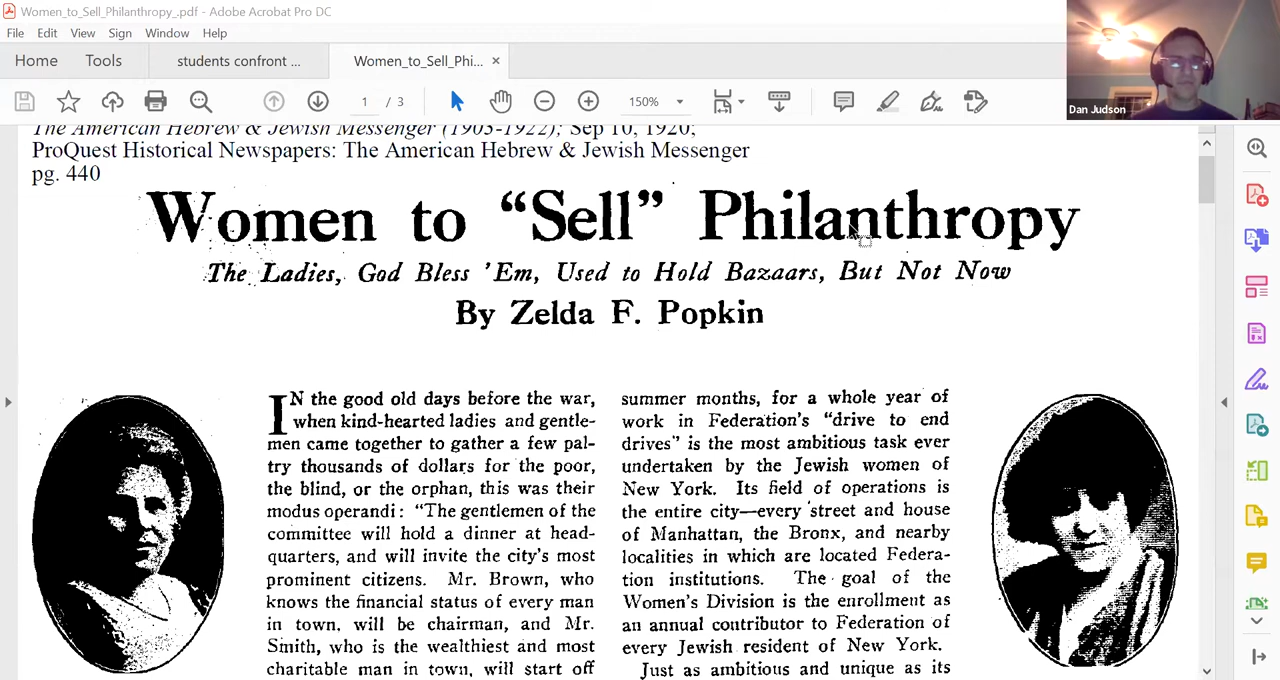 Women_to_Sell_Philanthropy_.pdf - Adobe Acrobat Pro DC
File Edit View Sign Window Help
Home Tools students confront ... Women_to_Sell_Phi... ×
1 / 3 150%
Dan Judson
The American Hebrew & Jewish Messenger (1903-1922); Sep 10, 1920;
ProQuest Historical Newspapers: The American Hebrew & Jewish Messenger
pg. 440
Women to “Sell” Philanthropy
The Ladies, God Bless 'Em, Used to Hold Bazaars, But Not Now
By Zelda F. Popkin
IN the good old days before the war,
when kind-hearted ladies and gentle-
men came together to gather a few pal-
try thousands of dollars for the poor,
the blind, or the orphan, this was their
modus operandi: “The gentlemen of the
committee will hold a dinner at head-
quarters, and will invite the city's most
prominent citizens. Mr. Brown, who
knows the financial status of every man
in town, will be chairman, and Mr.
Smith, who is the wealthiest and most
charitable man in town, will start off
summer months, for a whole year of
work in Federation's “drive to end
drives” is the most ambitious task ever
undertaken by the Jewish women of
New York. Its field of operations is
the entire city—every street and house
of Manhattan, the Bronx, and nearby
localities in which are located Federa-
tion institutions. The goal of the
Women's Division is the enrollment as
an annual contributor to Federation of
every Jewish resident of New York.
Just as ambitious and unique as its